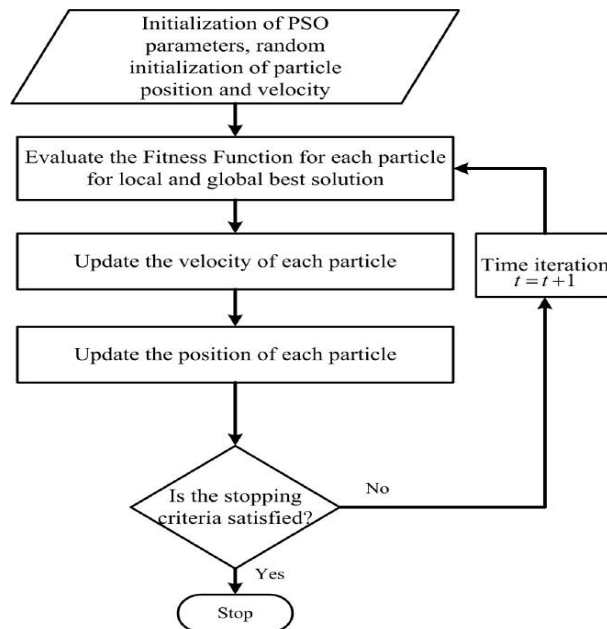 Initialization of PSO
parameters, random
initialization of particle
position and velocity
Evaluate the Fitness Function for each particle
for local and global best solution
Update the velocity of each particle
Time iteration
t = t+1
Update the position of each particle
Is the stopping
criteria satisfied?
No
Yes
Stop